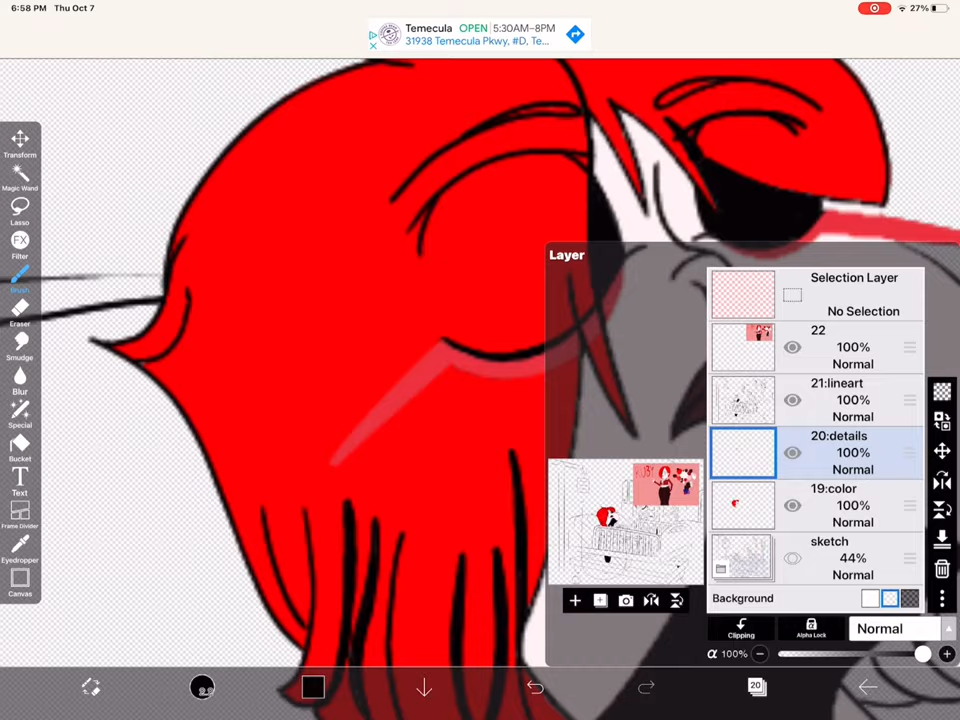 6:58 PM Thu Oct 7
27%
Temecula OPEN 5:30AM–8PM
31938 Temecula Pkwy, #D, Te...
Transform
Magic Wand
Lasso
FX
Filter
Brush
Eraser
Smudge
Blur
Special
Bucket
T
Text
Frame Divider
Eyedropper
Canvas
Layer
Selection Layer
No Selection
22
100%
Normal
21:lineart
100%
Normal
20:details
100%
Normal
19:color
100%
Normal
sketch
44%
Normal
Background
Clipping
Alpha Lock
Normal
α 100%
RUBY
20